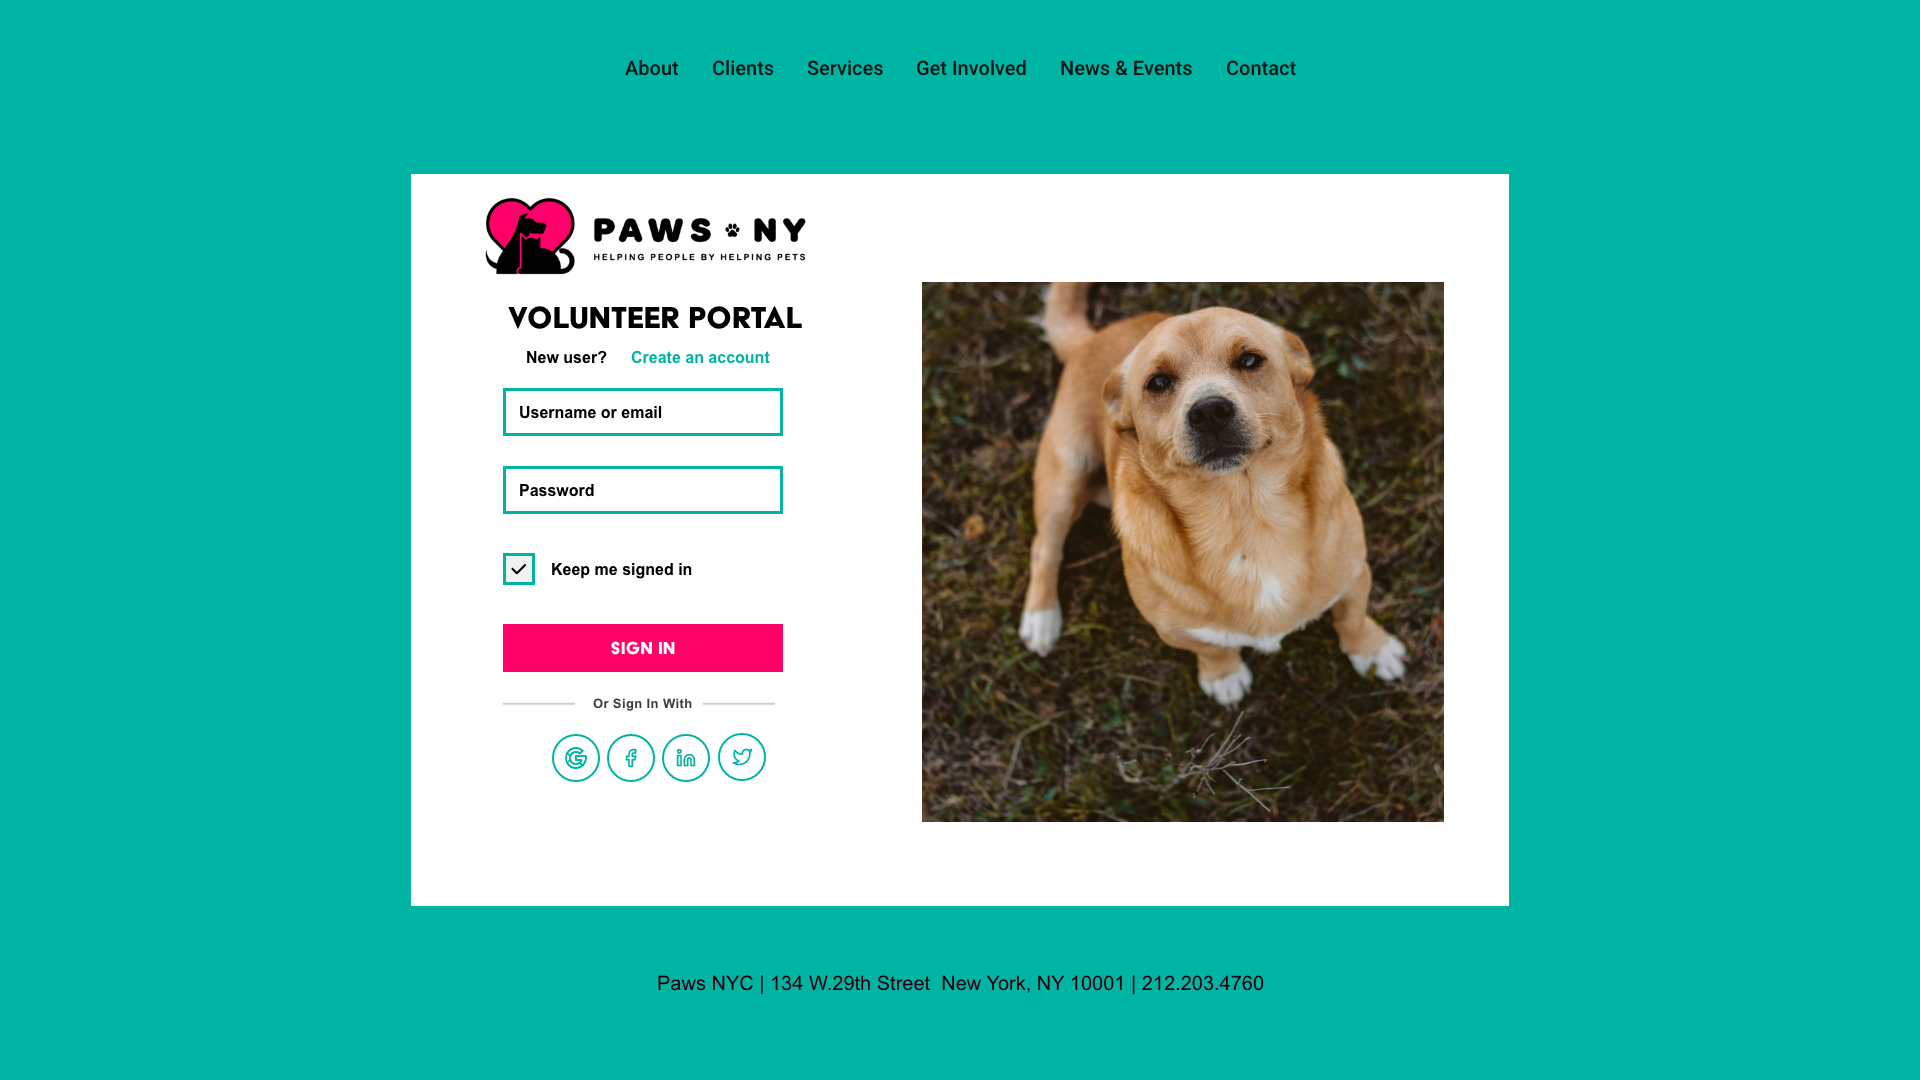 About Clients Services Get Involved News & Events Contact
PAWS NY
HELPING PEOPLE BY HELPING PETS
VOLUNTEER PORTAL
New user? Create an account
Username or email
Password
Keep me signed in
SIGN IN
Or Sign In With
Paws NYC | 134 W.29th Street  New York, NY 10001 | 212.203.4760